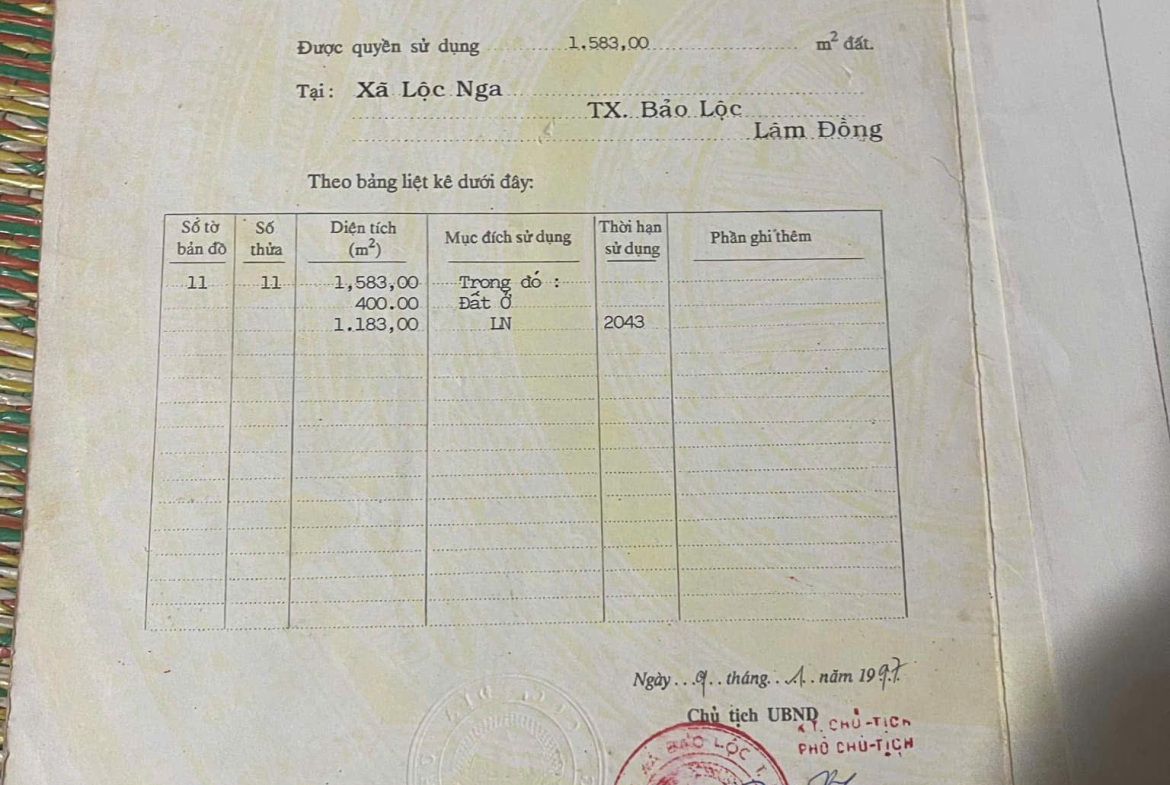 Được quyền sử dụng 1.583,00 m² đất.
Tại: Xã Lộc Nga
TX. Bảo Lộc
Lâm Đồng
Theo bảng liệt kê dưới đây:
Số tờ bản đồ Số thửa Diện tích (m²) Mục đích sử dụng Thời hạn sử dụng Phần ghi thêm
11 11 1,583,00 Trong đó :
400.00 Đất Ở
1.183,00 LN 2043
Ngày 9 tháng 1 năm 1997
Chủ tịch UBND
KT. CHỦ-TỊCH
PHÓ CHỦ-TỊCH
BẢO LỘC T.